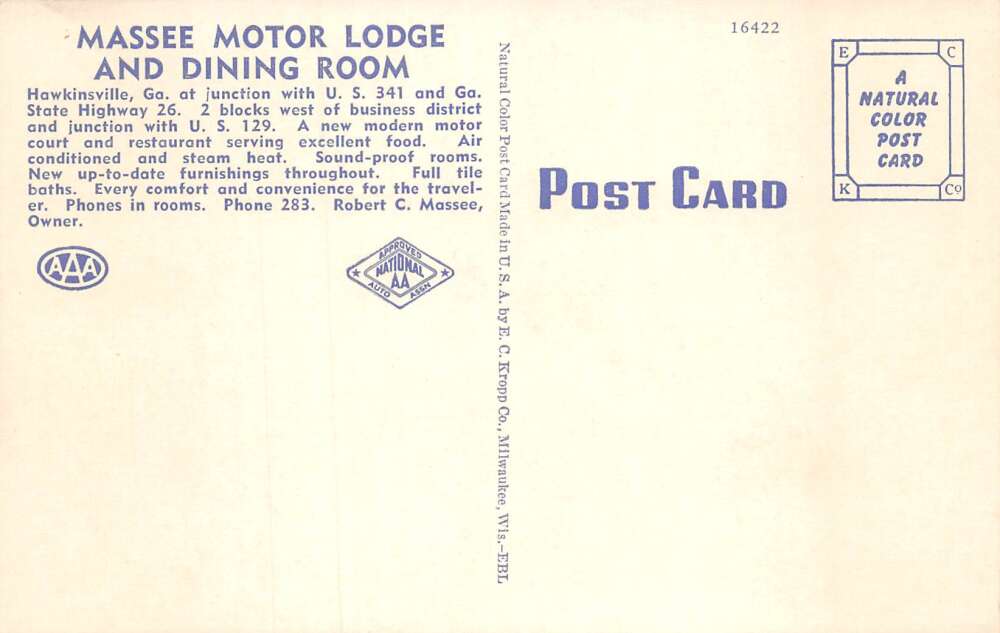 MASSEE MOTOR LODGE
AND DINING ROOM
Hawkinsville, Ga. at junction with U. S. 341 and Ga.
State Highway 26. 2 blocks west of business district
and junction with U. S. 129. A new modern motor
court and restaurant serving excellent food. Air
conditioned and steam heat. Sound-proof rooms.
New up-to-date furnishings throughout. Full tile
baths. Every comfort and convenience for the travel-
er. Phones in rooms. Phone 283. Robert C. Massee,
Owner.
AAA
APPROVED
NATIONAL
AA
AUTO ASSN
Natural Color Post Card Made in U. S. A. by E. C. Kropp Co., Milwaukee, Wis.-EBL
POST CARD
16422
E C
A
NATURAL
COLOR
POST
CARD
K Co